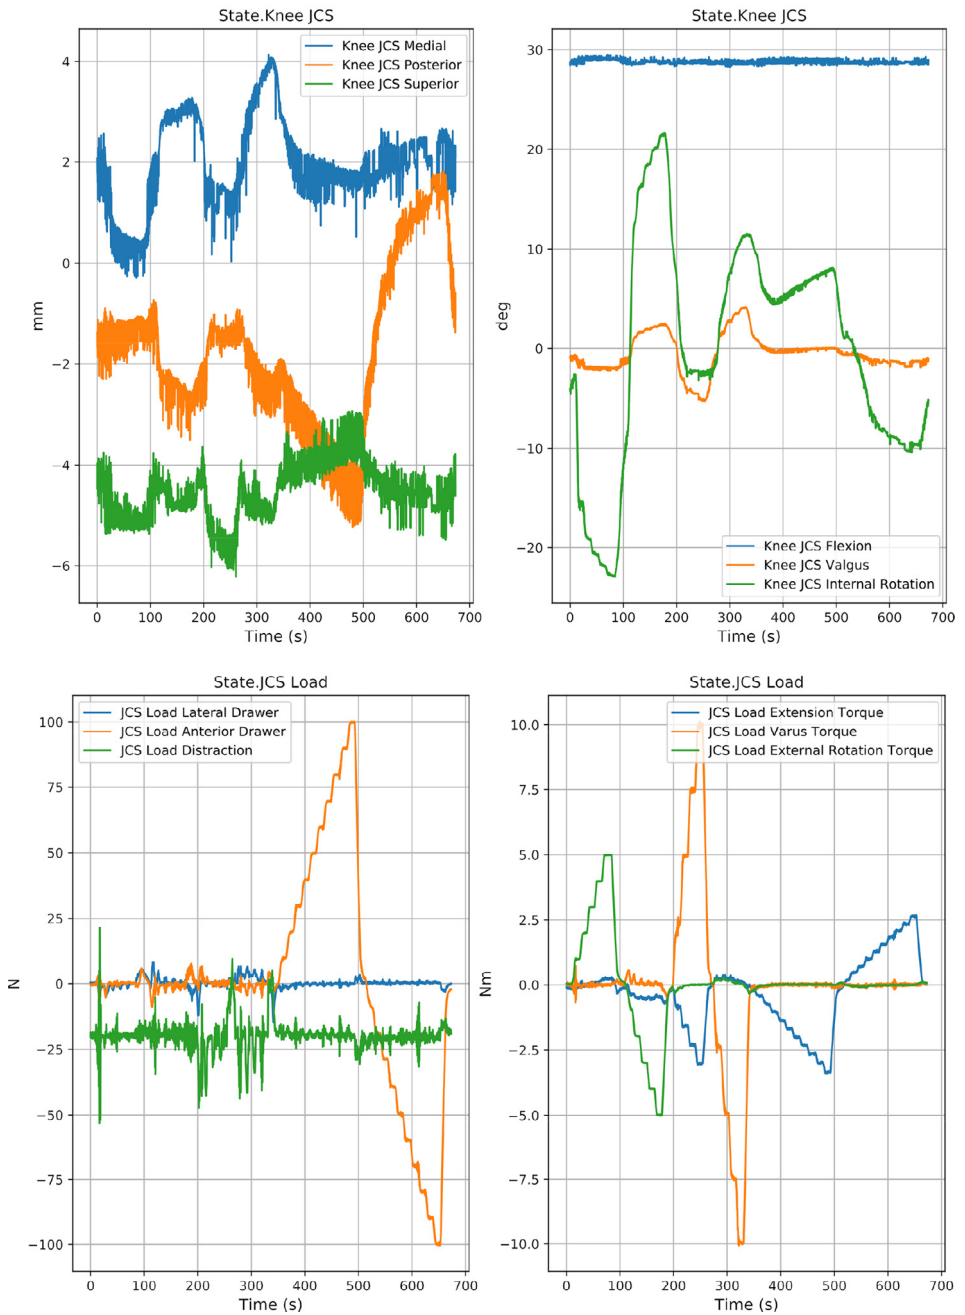 State.Knee JCS
Knee JCS Medial
Knee JCS Posterior
Knee JCS Superior
4
2
0
−2
−4
−6
mm
0 100 200 300 400 500 600 700
Time (s)
State.Knee JCS
30
20
10
0
−10
−20
deg
Knee JCS Flexion
Knee JCS Valgus
Knee JCS Internal Rotation
0 100 200 300 400 500 600 700
Time (s)
State.JCS Load
JCS Load Lateral Drawer
JCS Load Anterior Drawer
JCS Load Distraction
100
75
50
25
0
−25
−50
−75
−100
N
0 100 200 300 400 500 600 700
Time (s)
State.JCS Load
JCS Load Extension Torque
JCS Load Varus Torque
JCS Load External Rotation Torque
10.0
7.5
5.0
2.5
0.0
−2.5
−5.0
−7.5
−10.0
Nm
0 100 200 300 400 500 600 700
Time (s)